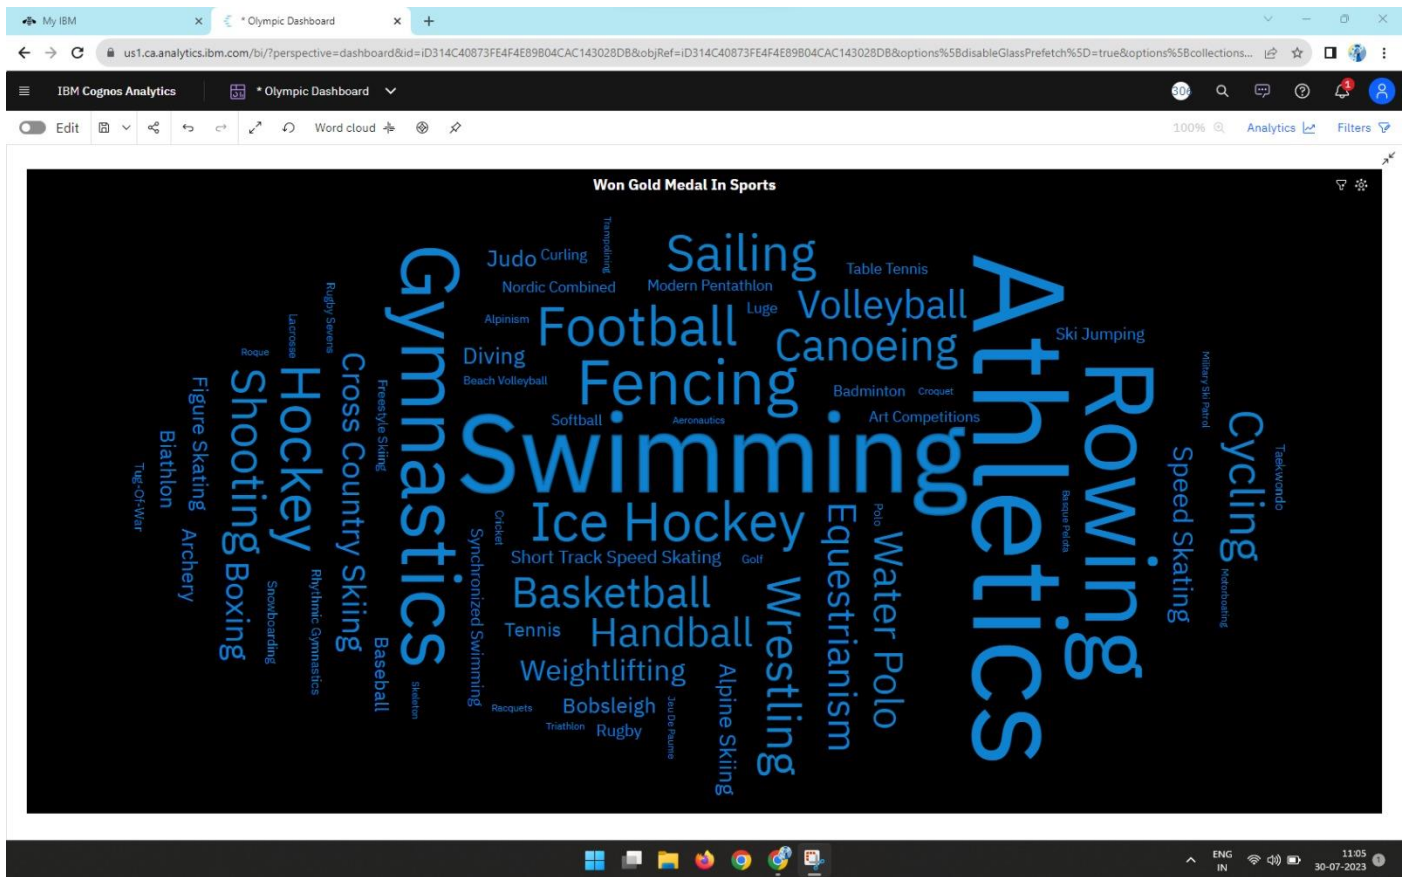 My IBM
* Olympic Dashboard
us1.ca.analytics.ibm.com/bi/?perspective=dashboard&id=iD314C40873FE4F4E89B04CAC143028DB&objRef=iD314C40873FE4F4E89B04CAC143028DB&options%5BdisableGlassPrefetch%5D=true&options%5Bcollections...
IBM Cognos Analytics
* Olympic Dashboard
1
Edit
Word cloud
100%
Analytics
Filters
Won Gold Medal In Sports
Trampolining
Sailing
Judo
Curling
Table Tennis
Gymnastics
Athletics
Nordic Combined
Modern Pentathlon
Rugby Sevens
Volleyball
Luge
Football
Alpinism
Lacrosse
Canoeing
Ski Jumping
Roque
Diving
Military Ski Patrol
Cross Country Skiing
Fencing
Rowing
Hockey
Shooting
Figure Skating
Freestyle Skiing
Beach Volleyball
Badminton
Croquet
Cycling
Softball
Aeronautics
Art Competitions
Swimming
Biathlon
Tug-Of-War
Speed Skating
Taekwondo
Basque Pelota
Ice Hockey
Cricket
Equestrianism
Polo
Water Polo
Archery
Synchronized Swimming
Short Track Speed Skating
Golf
Boxing
Snowboarding
Rhythmic Gymnastics
Motorboating
Basketball
Wrestling
Tennis
Handball
Baseball
Weightlifting
Alpine Skiing
Skeleton
Racquets
Bobsleigh
Jeu De Paume
Triathlon
Rugby
ENG
IN
11:05
30-07-2023
1